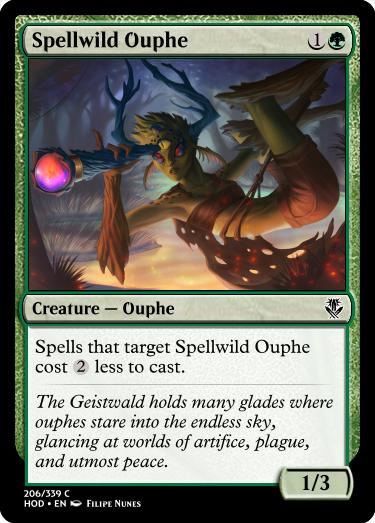 Spellwild Ouphe 1
Creature — Ouphe
Spells that target Spellwild Ouphe
cost 2 less to cast.
The Geistwald holds many glades where
ouphes stare into the endless sky,
glancing at worlds of artifice, plague,
and utmost peace.
1/3
206/339 C
HOD • EN Filipe Nunes